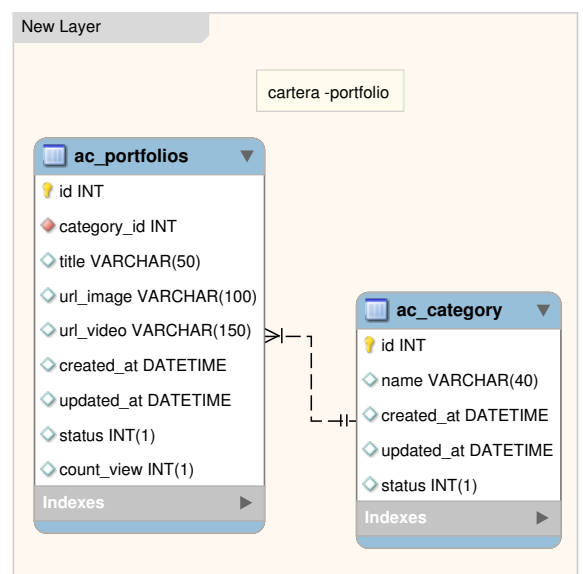 New Layer
cartera -portfolio
ac_portfolios
id INT
category_id INT
title VARCHAR(50)
url_image VARCHAR(100)
url_video VARCHAR(150)
created_at DATETIME
updated_at DATETIME
status INT(1)
count_view INT(1)
Indexes
ac_category
id INT
name VARCHAR(40)
created_at DATETIME
updated_at DATETIME
status INT(1)
Indexes